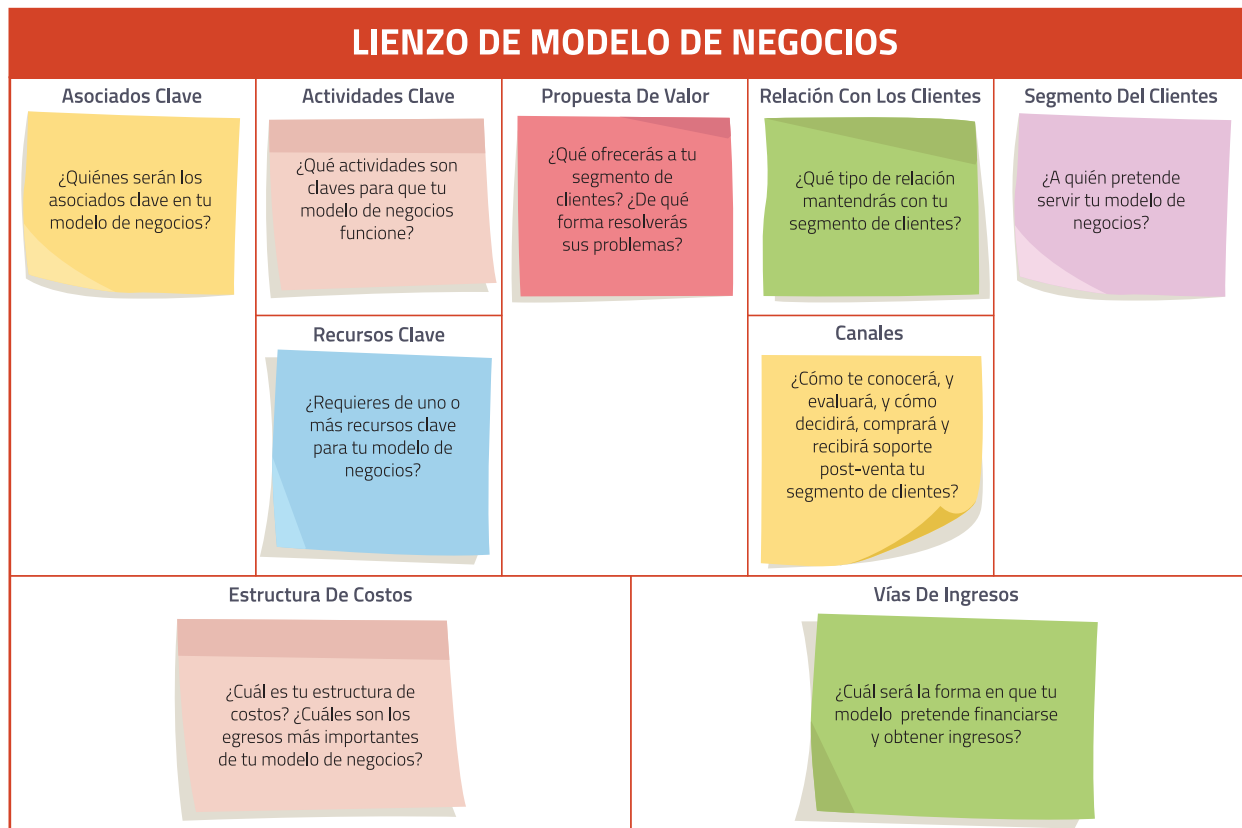 LIENZO DE MODELO DE NEGOCIOS
Asociados Clave
¿Quiénes serán los
asociados clave en tu
modelo de negocios?
Actividades Clave
¿Qué actividades son
claves para que tu
modelo de negocios
funcione?
Recursos Clave
¿Requieres de uno o
más recursos clave
para tu modelo de
negocios?
Propuesta De Valor
¿Qué ofrecerás a tu
segmento de
clientes? ¿De qué
forma resolverás
sus problemas?
Relación Con Los Clientes
¿Qué tipo de relación
mantendrás con tu
segmento de clientes?
Canales
¿Cómo te conocerá, y
evaluará, y cómo
decidirá, comprará y
recibirá soporte
post-venta tu
segmento de clientes?
Segmento Del Clientes
¿A quién pretende
servir tu modelo de
negocios?
Estructura De Costos
¿Cuál es tu estructura de
costos? ¿Cuáles son los
egresos más importantes
de tu modelo de negocios?
Vías De Ingresos
¿Cuál será la forma en que tu
modelo pretende financiarse
y obtener ingresos?